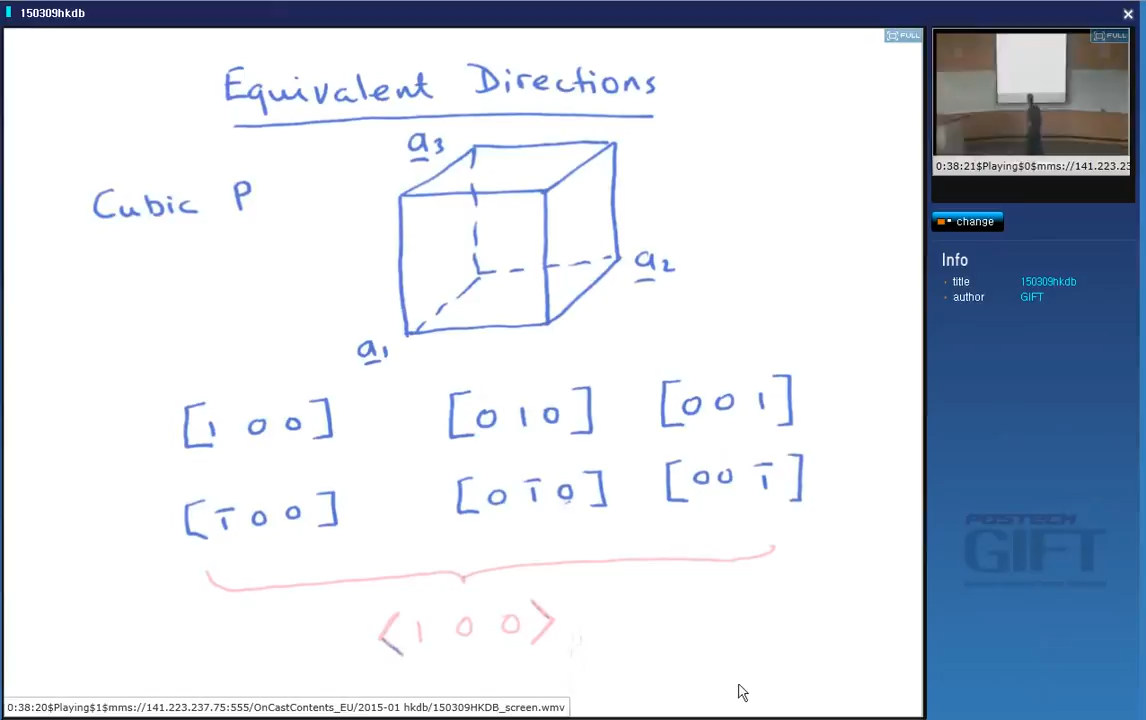 150309hkdb
FULL
Equivalent Directions
a3
Cubic P
a2
a1
[1 0 0] [0 1 0] [0 0 1]
[1̄ 0 0] [0 1̄ 0] [0 0 1̄]
<1 0 0>
0:38:20$Playing$1$mms://141.223.237.75:555/OnCastContents_EU/2015-01 hkdb/150309HKDB_screen.wmv
FULL
0:38:21$Playing$0$mms://141.223.23
change
Info
title 150309hkdb
author GIFT
POSTECH
GIFT